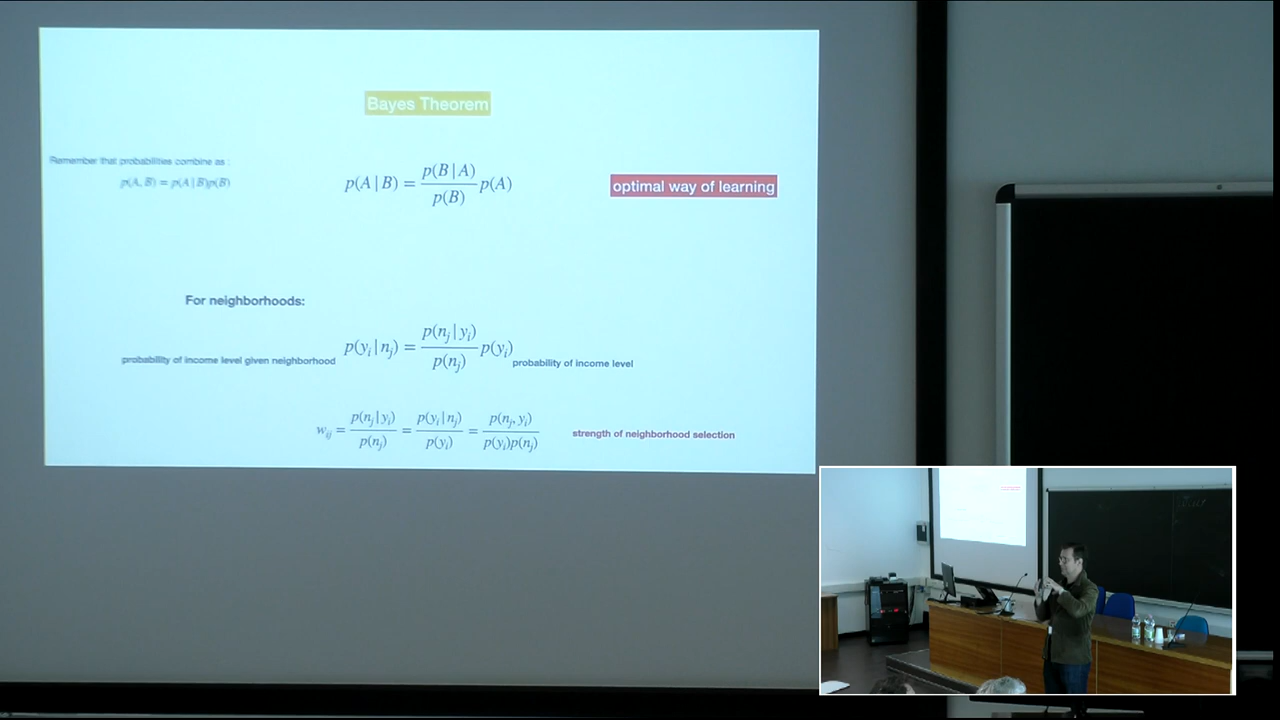 Bayes Theorem
Remember that probabilities combine as :
p(A, B) = p(A | B)p(B)
p(A | B) = p(B | A) / p(B) p(A)
optimal way of learning
For neighborhoods:
probability of income level given neighborhood
p(y_i | n_j) = p(n_j | y_i) / p(n_j) p(y_i)
probability of income level
w_ij = p(n_j | y_i) / p(n_j) = p(y_i | n_j) / p(y_i) = p(n_j, y_i) / p(y_i)p(n_j)
strength of neighborhood selection